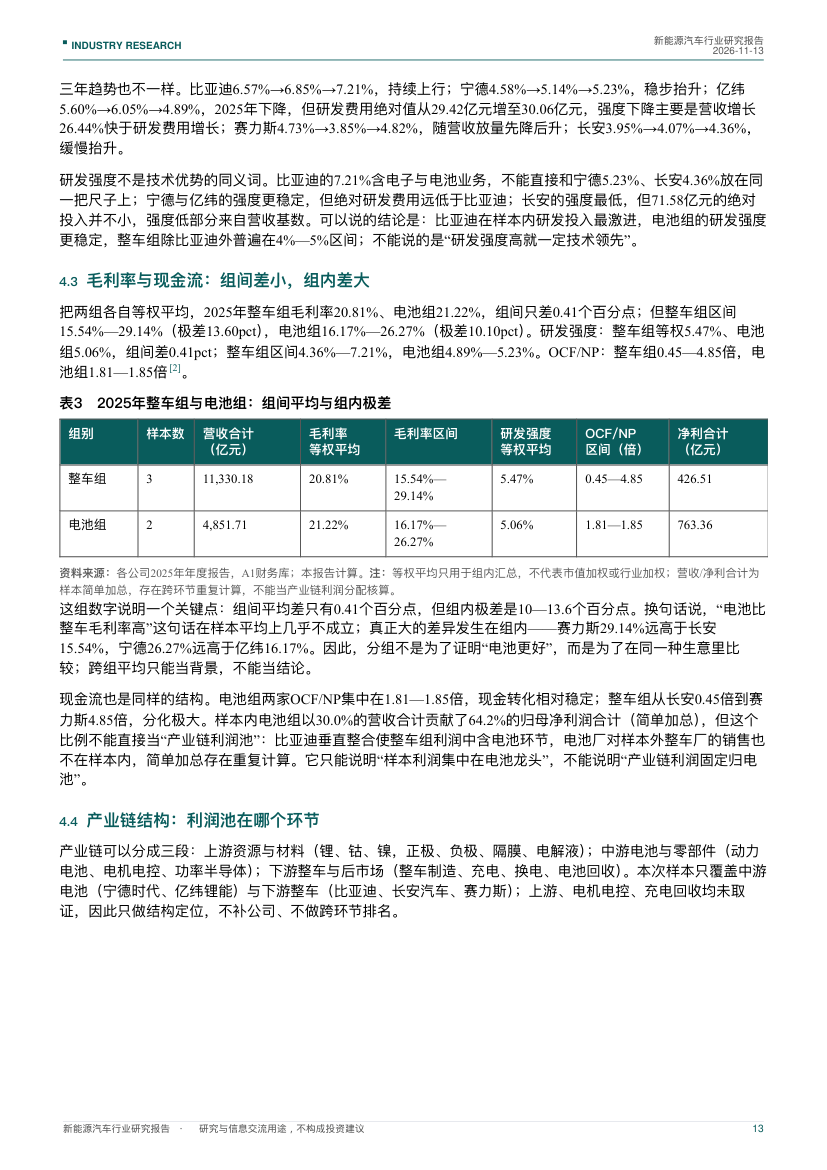 INDUSTRY RESEARCH
新能源汽车行业研究报告
2026-11-13
三年趋势也不一样。比亚迪6.57%→6.85%→7.21%，持续上行；宁德4.58%→5.14%→5.23%，稳步抬升；亿纬
5.60%→6.05%→4.89%，2025年下降，但研发费用绝对值从29.42亿元增至30.06亿元，强度下降主要是营收增长
26.44%快于研发费用增长；赛力斯4.73%→3.85%→4.82%，随营收放量先降后升；长安3.95%→4.07%→4.36%，
缓慢抬升。
研发强度不是技术优势的同义词。比亚迪的7.21%含电子与电池业务，不能直接和宁德5.23%、长安4.36%放在同
一把尺子上；宁德与亿纬的强度更稳定，但绝对研发费用远低于比亚迪；长安的强度最低，但71.58亿元的绝对
投入并不小，强度低部分来自营收基数。可以说的结论是：比亚迪在样本内研发投入最激进，电池组的研发强度
更稳定，整车组除比亚迪外普遍在4%—5%区间；不能说的是“研发强度高就一定技术领先”。
4.3 毛利率与现金流：组间差小，组内差大
把两组各自等权平均，2025年整车组毛利率20.81%、电池组21.22%，组间只差0.41个百分点；但整车组区间
15.54%—29.14%（极差13.60pct），电池组16.17%—26.27%（极差10.10pct）。研发强度：整车组等权5.47%、电池
组5.06%，组间差0.41pct；整车组区间4.36%—7.21%，电池组4.89%—5.23%。OCF/NP：整车组0.45—4.85倍，电
池组1.81—1.85倍[2]。
表3 2025年整车组与电池组：组间平均与组内极差
组别 样本数 营收合计 毛利率 毛利率区间 研发强度 OCF/NP 净利合计
（亿元） 等权平均 等权平均 区间（倍） （亿元）
整车组 3 11,330.18 20.81% 15.54%— 5.47% 0.45—4.85 426.51
29.14%
电池组 2 4,851.71 21.22% 16.17%— 5.06% 1.81—1.85 763.36
26.27%
资料来源：各公司2025年年度报告，A1财务库；本报告计算。注：等权平均只用于组内汇总，不代表市值加权或行业加权；营收/净利合计为
样本简单加总，存在跨环节重复计算，不能当产业链利润分配核算。
这组数字说明一个关键点：组间平均差只有0.41个百分点，但组内极差是10—13.6个百分点。换句话说，“电池比
整车毛利率高”这句话在样本平均上几乎不成立；真正大的差异发生在组内——赛力斯29.14%远高于长安
15.54%，宁德26.27%远高于亿纬16.17%。因此，分组不是为了证明“电池更好”，而是为了在同一种生意里比
较；跨组平均只能当背景，不能当结论。
现金流也是同样的结构。电池组两家OCF/NP集中在1.81—1.85倍，现金转化相对稳定；整车组从长安0.45倍到赛
力斯4.85倍，分化极大。样本内电池组以30.0%的营收合计贡献了64.2%的归母净利润合计（简单加总），但这个
比例不能直接当“产业链利润池”：比亚迪垂直整合使整车组利润中含电池环节，电池厂对样本外整车厂的销售也
不在样本内，简单加总存在重复计算。它只能说明“样本利润集中在电池龙头”，不能说明“产业链利润固定归电
池”。
4.4 产业链结构：利润池在哪个环节
产业链可以分成三段：上游资源与材料（锂、钴、镍，正极、负极、隔膜、电解液）；中游电池与零部件（动力
电池、电机电控、功率半导体）；下游整车与后市场（整车制造、充电、换电、电池回收）。本次样本只覆盖中游
电池（宁德时代、亿纬锂能）与下游整车（比亚迪、长安汽车、赛力斯）；上游、电机电控、充电回收均未取
证，因此只做结构定位，不补公司、不做跨环节排名。
新能源汽车行业研究报告 · 研究与信息交流用途，不构成投资建议
13